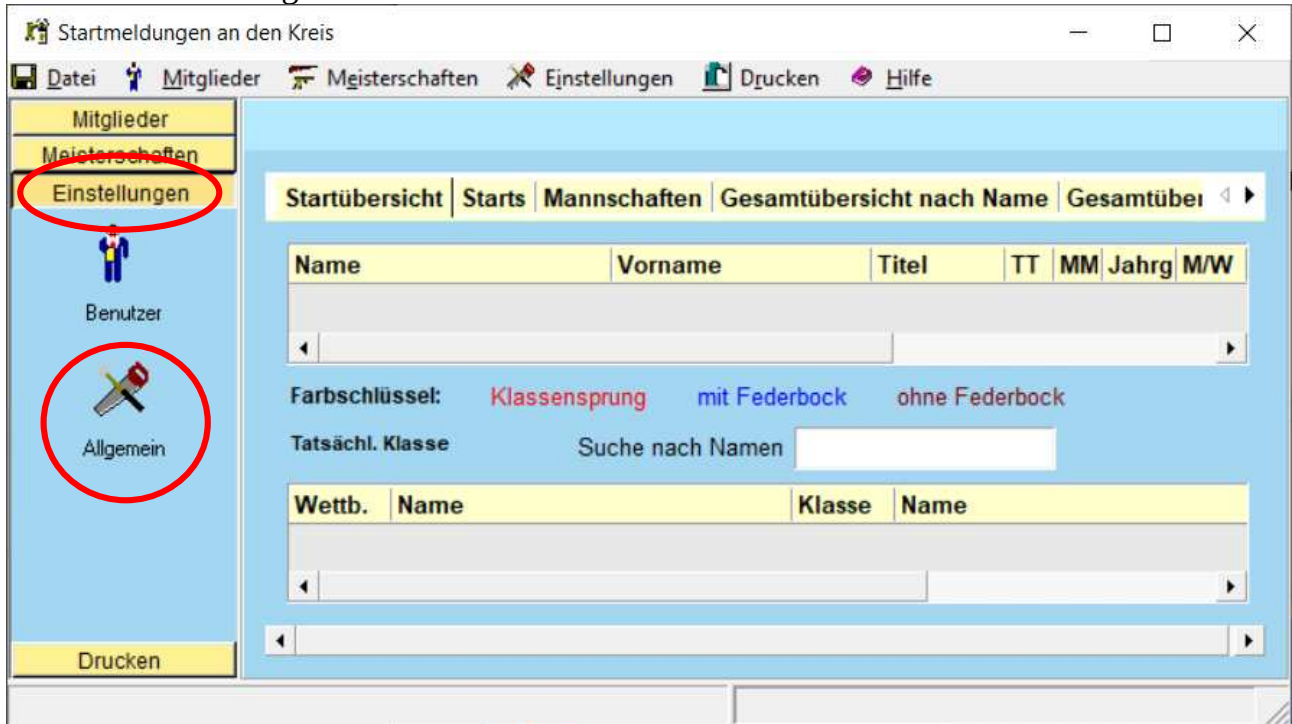 Startmeldungen an den Kreis
Datei Mitglieder Meisterschaften Einstellungen Drucken Hilfe
Mitglieder
Meisterschaften
Einstellungen
Benutzer
Allgemein
Drucken
Startübersicht Starts Mannschaften Gesamtübersicht nach Name Gesamtüber
Name Vorname Titel TT MM Jahrg M/W
Farbschlüssel: Klassensprung mit Federbock ohne Federbock
Tatsächl. Klasse Suche nach Namen
Wettb. Name Klasse Name